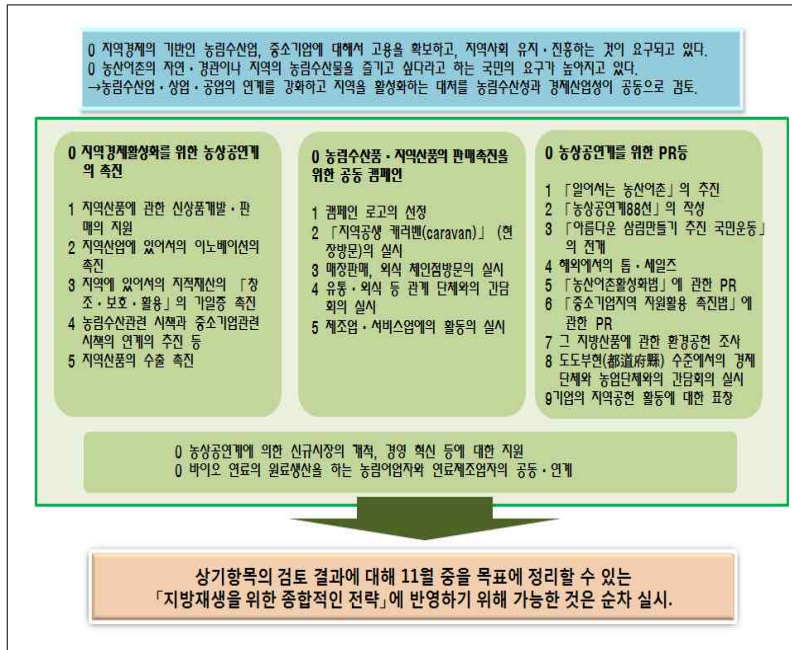 0 지역경제의 기반인 농림수산업, 중소기업에 대해서 고용을 확보하고, 지역사회 유지·진흥하는 것이 요구되고 있다.
0 농산어촌의 자연·경관이나 지역의 농림수산물을 즐기고 싶다라고 하는 국민의 요구가 높아지고 있다.
→농림수산업·상업·공업의 연계를 강화하고 지역을 활성화하는 대처를 농림수산성과 경제산업성이 공동으로 검토.
0 지역경제활성화를 위한 농상공연계
의 촉진
1 지역산품에 관한 신상품개발·판
매의 지원
2 지역산업에 있어서의 이노베이션의
촉진
3 지역에 있어서의 지적재산의 「창
조·보호·활용」의 가일층 촉진
4 농림수산관련 시책과 중소기업관련
시책의 연계의 추진 등
5 지역산품의 수출 촉진
0 농림수산품·지역산품의 판매촉진을
위한 공동 캠페인
1 캠페인 로고의 선정
2 「지역공생 캐러밴(caravan)」 (현
장방문)의 실시
3 매장판매, 외식 체인점방문의 실시
4 유통·외식 등 관계 단체와의 간담
회의 실시
5 제조업·서비스업에의 활동의 실시
0 농상공연계를 위한 PR등
1 「일어서는 농산어촌」의 추진
2 「농상공연계88선」의 작성
3 「아름다운 삼림만들기 추진 국민운동」
의 전개
4 해외에서의 톱·세일즈
5 「농산어촌활성화법」에 관한 PR
6 「중소기업지역 자원활용 촉진법」에
관한 PR
7 그 지방산품에 관한 환경공헌 조사
8 도도부현(都道府縣) 수준에서의 경제
단체와 농업단체와의 간담회의 실시
9기업의 지역공헌 활동에 대한 표창
0 농상공연계에 의한 신규시장의 개척, 경영 혁신 등에 대한 지원
0 바이오 연료의 원료생산을 하는 농림어업자와 연료제조업자의 공동·연계
상기항목의 검토 결과에 대해 11월 중을 목표에 정리할 수 있는
「지방재생을 위한 종합적인 전략」에 반영하기 위해 가능한 것은 순차 실시.